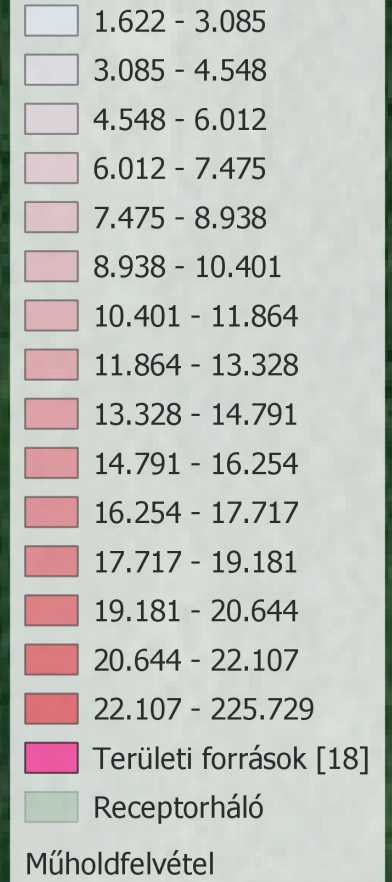 1.622 - 3.085
3.085 - 4.548
4.548 - 6.012
6.012 - 7.475
7.475 - 8.938
8.938 - 10.401
10.401 - 11.864
11.864 - 13.328
13.328 - 14.791
14.791 - 16.254
16.254 - 17.717
17.717 - 19.181
19.181 - 20.644
20.644 - 22.107
22.107 - 225.729
Területi források [18]
Receptorháló
Műholdfelvétel